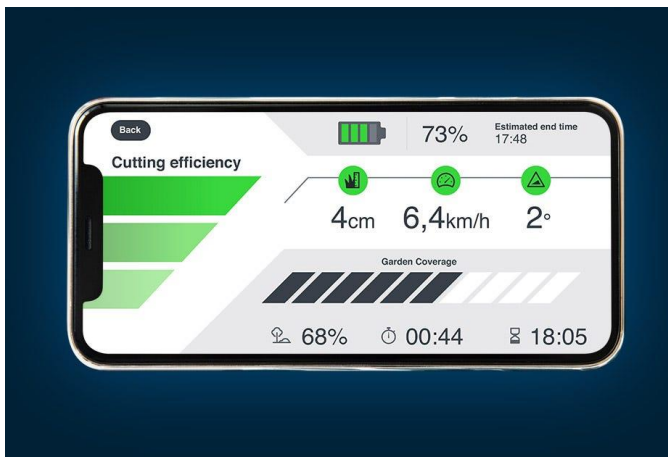 Back
Cutting efficiency
73%
Estimated end time
17:48
4cm
6,4km/h
2°
Garden Coverage
68%
00:44
18:05